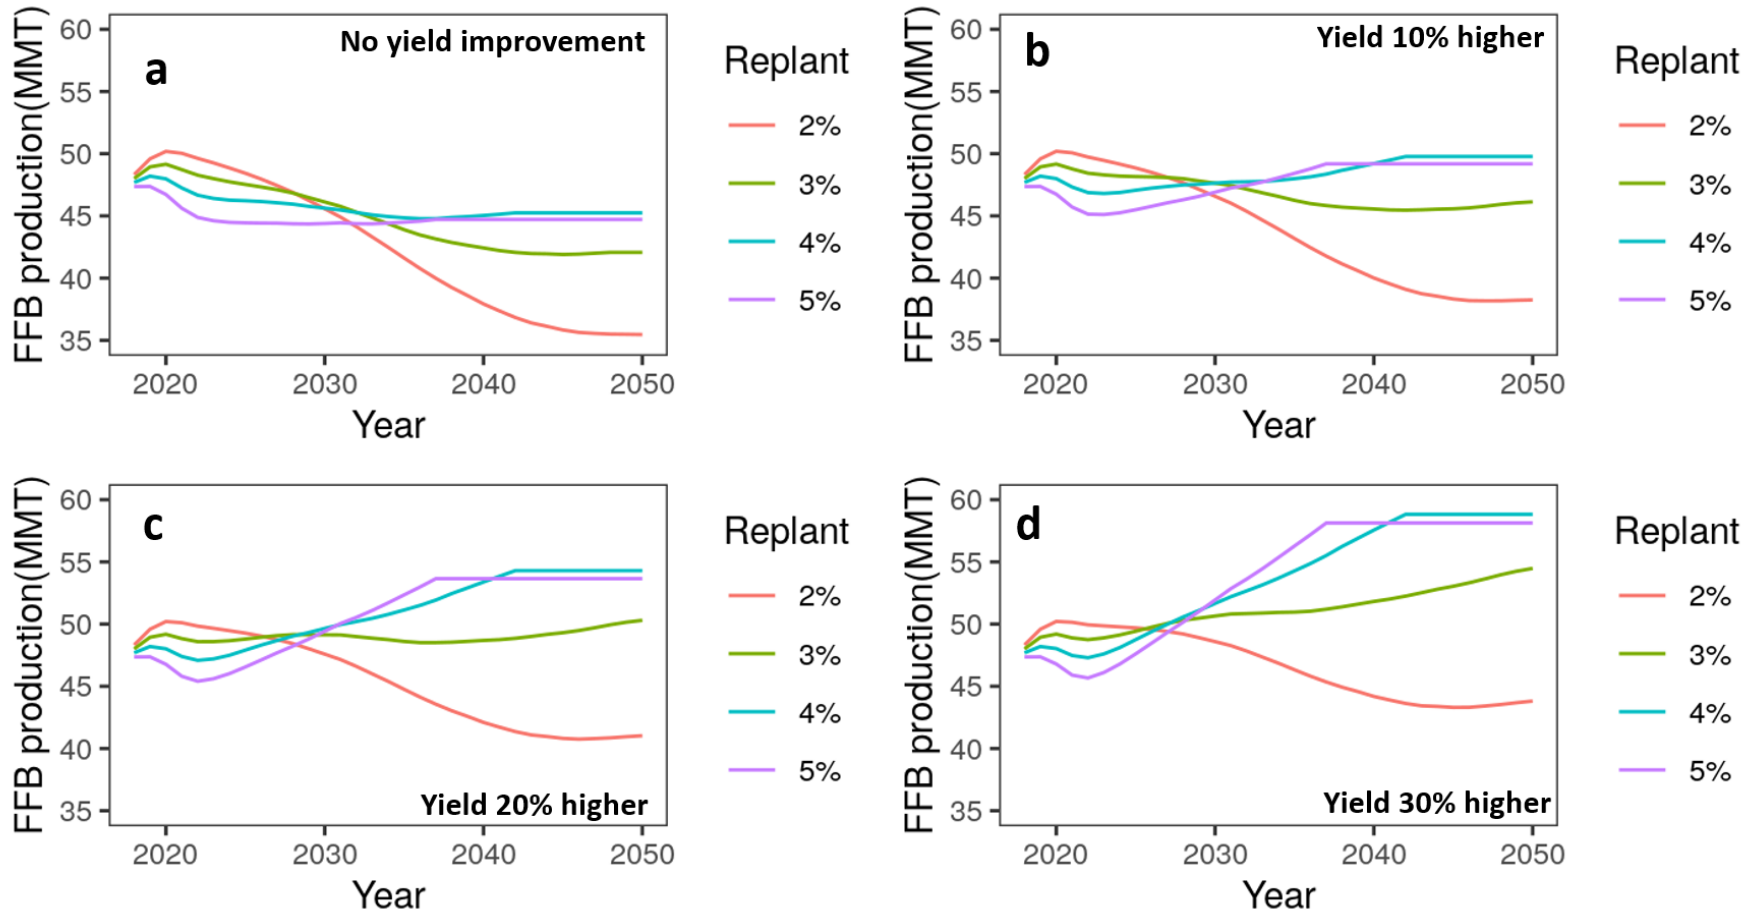 a
No yield improvement
FFB production(MMT)
60
55
50
45
40
35
2020
2030
2040
2050
Year
Replant
2%
3%
4%
5%
b
Yield 10% higher
FFB production(MMT)
60
55
50
45
40
35
2020
2030
2040
2050
Year
Replant
2%
3%
4%
5%
c
Yield 20% higher
FFB production(MMT)
60
55
50
45
40
35
2020
2030
2040
2050
Year
Replant
2%
3%
4%
5%
d
Yield 30% higher
FFB production(MMT)
60
55
50
45
40
35
2020
2030
2040
2050
Year
Replant
2%
3%
4%
5%